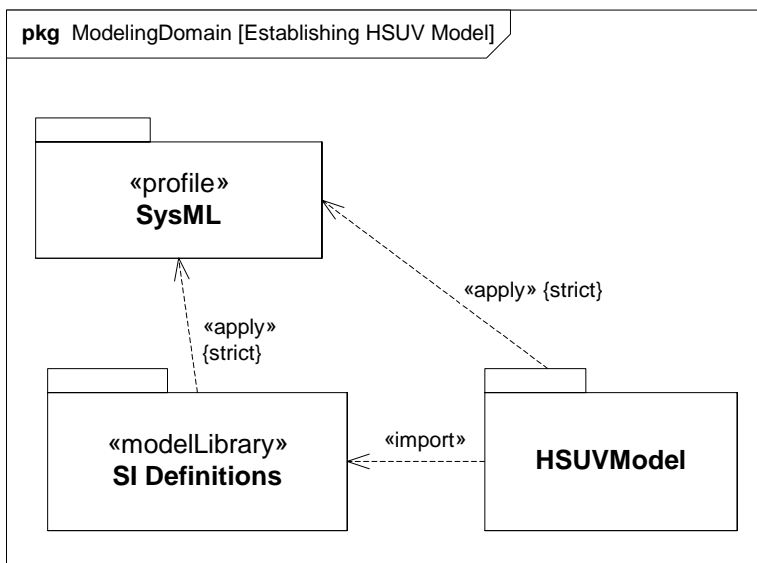 pkg ModelingDomain [Establishing HSUV Model]
«profile»
SysML
«apply» {strict}
«apply»
{strict}
«modelLibrary»
SI Definitions
«import»
HSUVModel